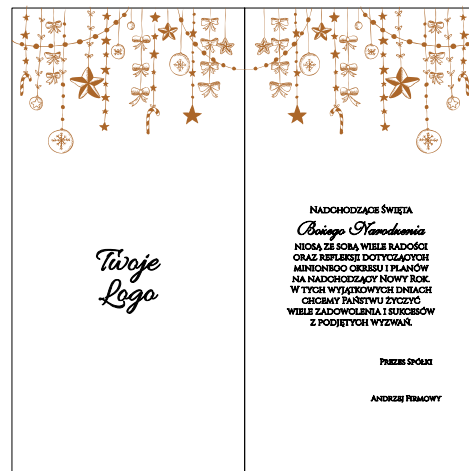 Twoje
Logo
Nadchodzące Święta
Bożego Narodzenia
niosą ze sobą wiele radości
oraz refleksji dotyczących
minionego okresu i planów
na nadchodzący Nowy Rok.
W tych wyjątkowych dniach
chcemy Państwu życzyć
wiele zadowolenia i sukcesów
z podjętych wyzwań.
Prezes Spółki
Andrzej Firmowy